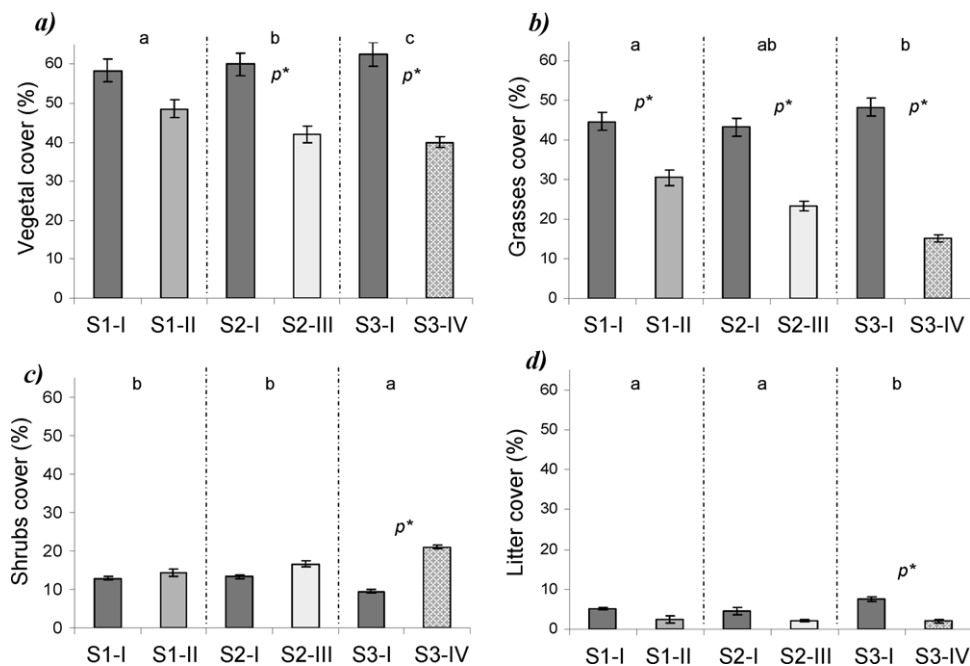 a)
a b c
p* p*
Vegetal cover (%)
60
50
40
30
20
10
0
S1-I S1-II S2-I S2-III S3-I S3-IV
b)
a ab b
p* p* p*
Grasses cover (%)
60
50
40
30
20
10
0
S1-I S1-II S2-I S2-III S3-I S3-IV
c)
b b a
p*
Shrubs cover (%)
60
50
40
30
20
10
0
S1-I S1-II S2-I S2-III S3-I S3-IV
d)
a a b
p*
Litter cover (%)
60
50
40
30
20
10
0
S1-I S1-II S2-I S2-III S3-I S3-IV